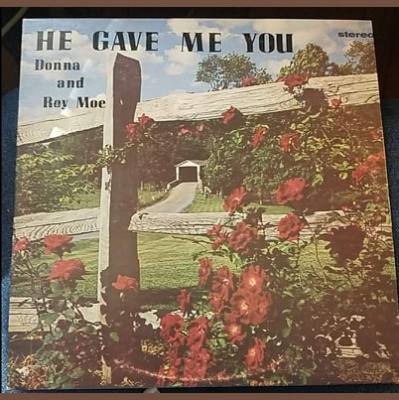 HE GAVE ME YOU
stereo
Donna
and
Roy Moe